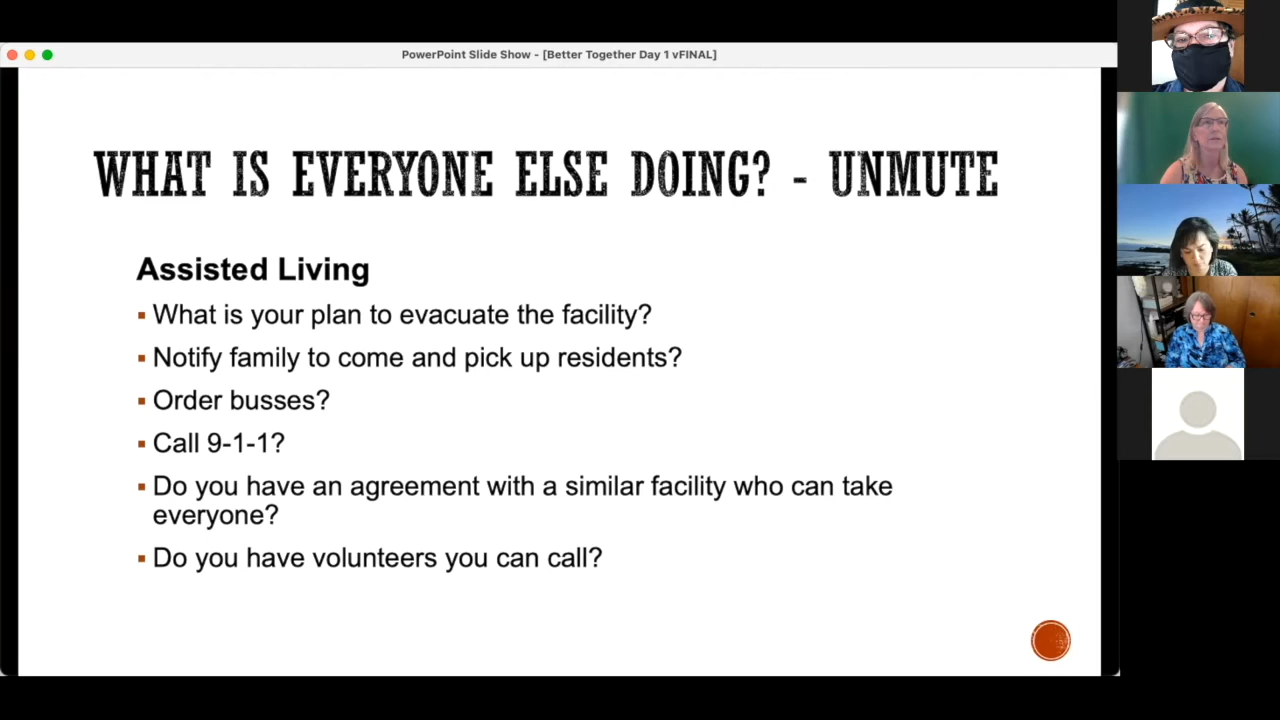 PowerPoint Slide Show - [Better Together Day 1 vFINAL]
WHAT IS EVERYONE ELSE DOING? - UNMUTE
Assisted Living
▪ What is your plan to evacuate the facility?
▪ Notify family to come and pick up residents?
▪ Order busses?
▪ Call 9-1-1?
▪ Do you have an agreement with a similar facility who can take
everyone?
▪ Do you have volunteers you can call?